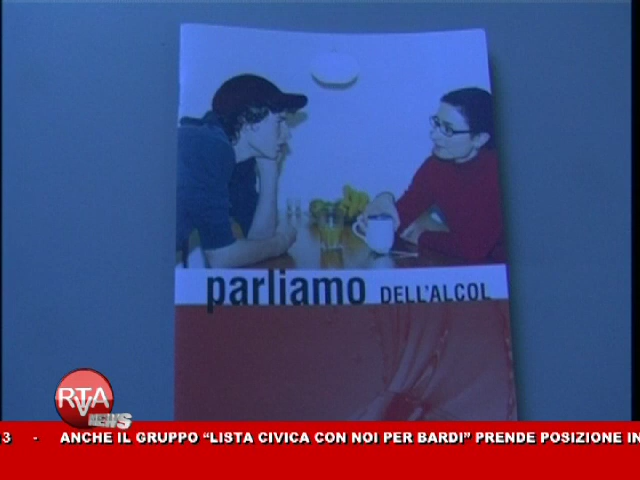 parliamo DELL'ALCOL
RTA
NEWS
3 - ANCHE IL GRUPPO “LISTA CIVICA CON NOI PER BARDI” PRENDE POSIZIONE IN